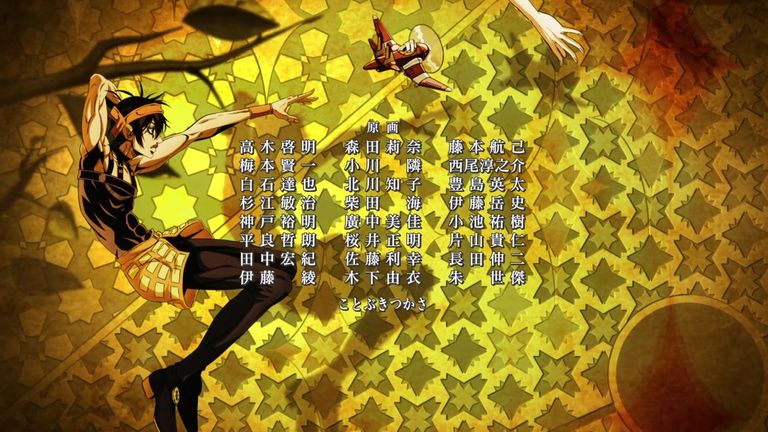 原画
高木啓明 森田莉奈 藤本航己
梅本賢一 小川隣 西尾淳之介
白石達也 北川知子 豊島英太
杉江敏治 柴田海 伊藤岳史
神戸裕明 廣中美佳 小池祐樹
平良哲朗 桜井正明 片山貴仁
田中宏紀 佐藤利幸 長田伸二
伊藤綾 木下由衣 朱世傑
ことぶきつかさ